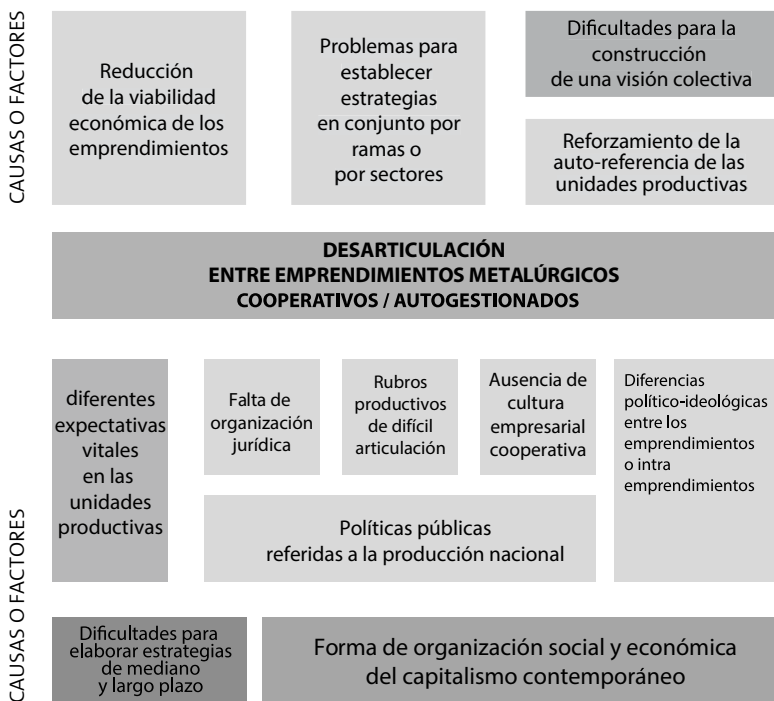 CAUSAS O FACTORES
Reducción
de la viabilidad
económica de los
emprendimientos
Problemas para
establecer
estrategias
en conjunto por
ramas o
por sectores
Dificultades para la
construcción
de una visión colectiva
Reforzamiento de la
auto-referencia de las
unidades productivas
DESARTICULACIÓN
ENTRE EMPRENDIMIENTOS METALÚRGICOS
COOPERATIVOS / AUTOGESTIONADOS
CAUSAS O FACTORES
diferentes
expectativas
vitales
en las
unidades
productivas
Falta de
organización
jurídica
Rubros
productivos
de difícil
articulación
Ausencia de
cultura
empresarial
cooperativa
Diferencias
político-ideológicas
entre los
emprendimientos
o intra
emprendimientos
Políticas públicas
referidas a la producción nacional
Dificultades para
elaborar estrategias
de mediano
y largo plazo
Forma de organización social y económica
del capitalismo contemporáneo